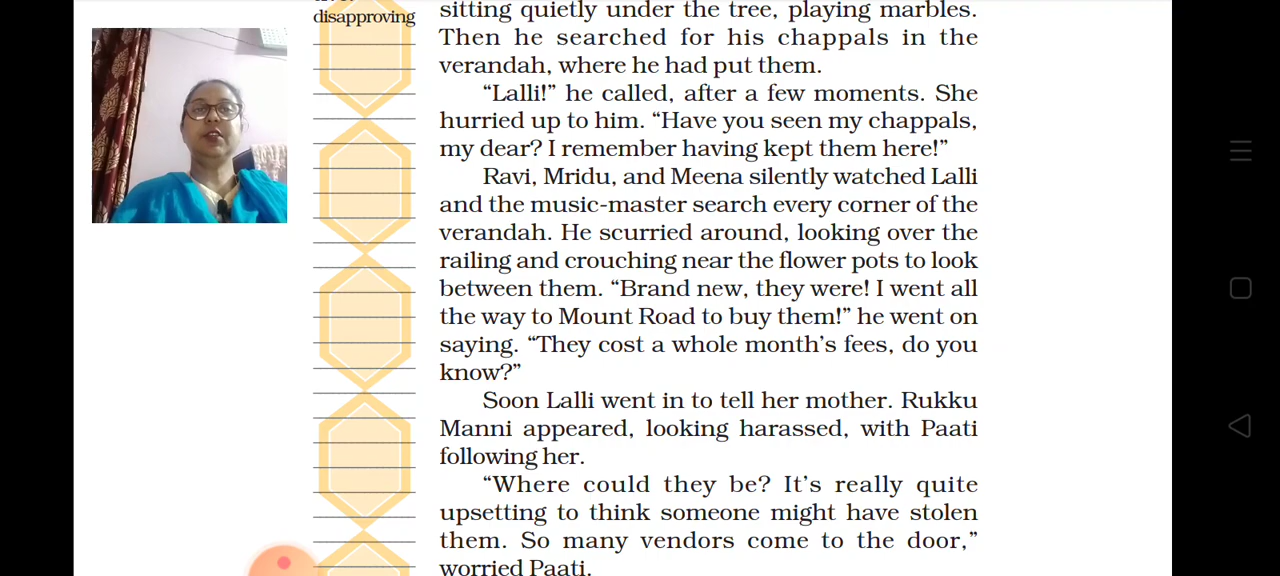 disapproving
sitting quietly under the tree, playing marbles.
Then he searched for his chappals in the
verandah, where he had put them.
“Lalli!” he called, after a few moments. She
hurried up to him. “Have you seen my chappals,
my dear? I remember having kept them here!”
Ravi, Mridu, and Meena silently watched Lalli
and the music-master search every corner of the
verandah. He scurried around, looking over the
railing and crouching near the flower pots to look
between them. “Brand new, they were! I went all
the way to Mount Road to buy them!” he went on
saying. “They cost a whole month’s fees, do you
know?”
Soon Lalli went in to tell her mother. Rukku
Manni appeared, looking harassed, with Paati
following her.
“Where could they be? It’s really quite
upsetting to think someone might have stolen
them. So many vendors come to the door,”
worried Paati.